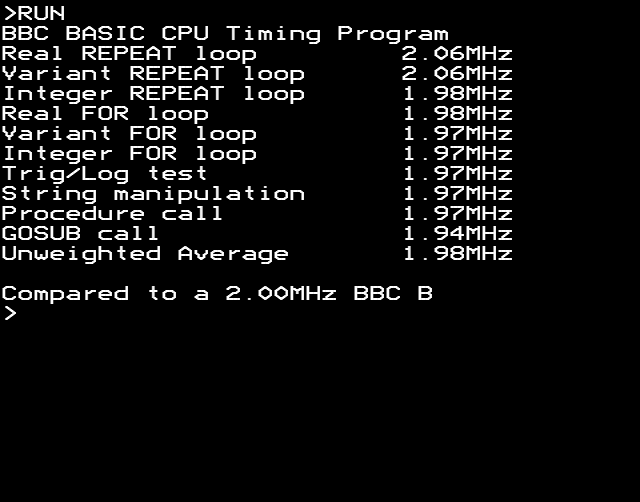 >RUN
BBC BASIC CPU Timing Program
Real REPEAT loop 2.06MHz
Variant REPEAT loop 2.06MHz
Integer REPEAT loop 1.98MHz
Real FOR loop 1.98MHz
Variant FOR loop 1.97MHz
Integer FOR loop 1.97MHz
Trig/Log test 1.97MHz
String manipulation 1.97MHz
Procedure call 1.97MHz
GOSUB call 1.94MHz
Unweighted Average 1.98MHz
Compared to a 2.00MHz BBC B
>